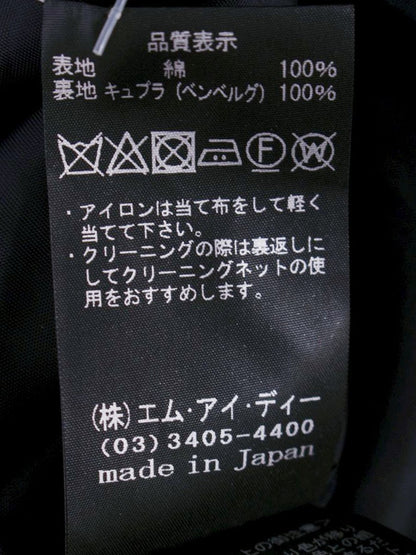 品質表示
表地 綿 100%
裏地 キュプラ（ベンベルグ）100%
F W
・アイロンは当て布をして軽く
当てて下さい。
・クリーニングの際は裏返しに
してクリーニングネットの使
用をおすすめします。
（株）エム・アイ・ディー
(03) 3405-4400
made in Japan